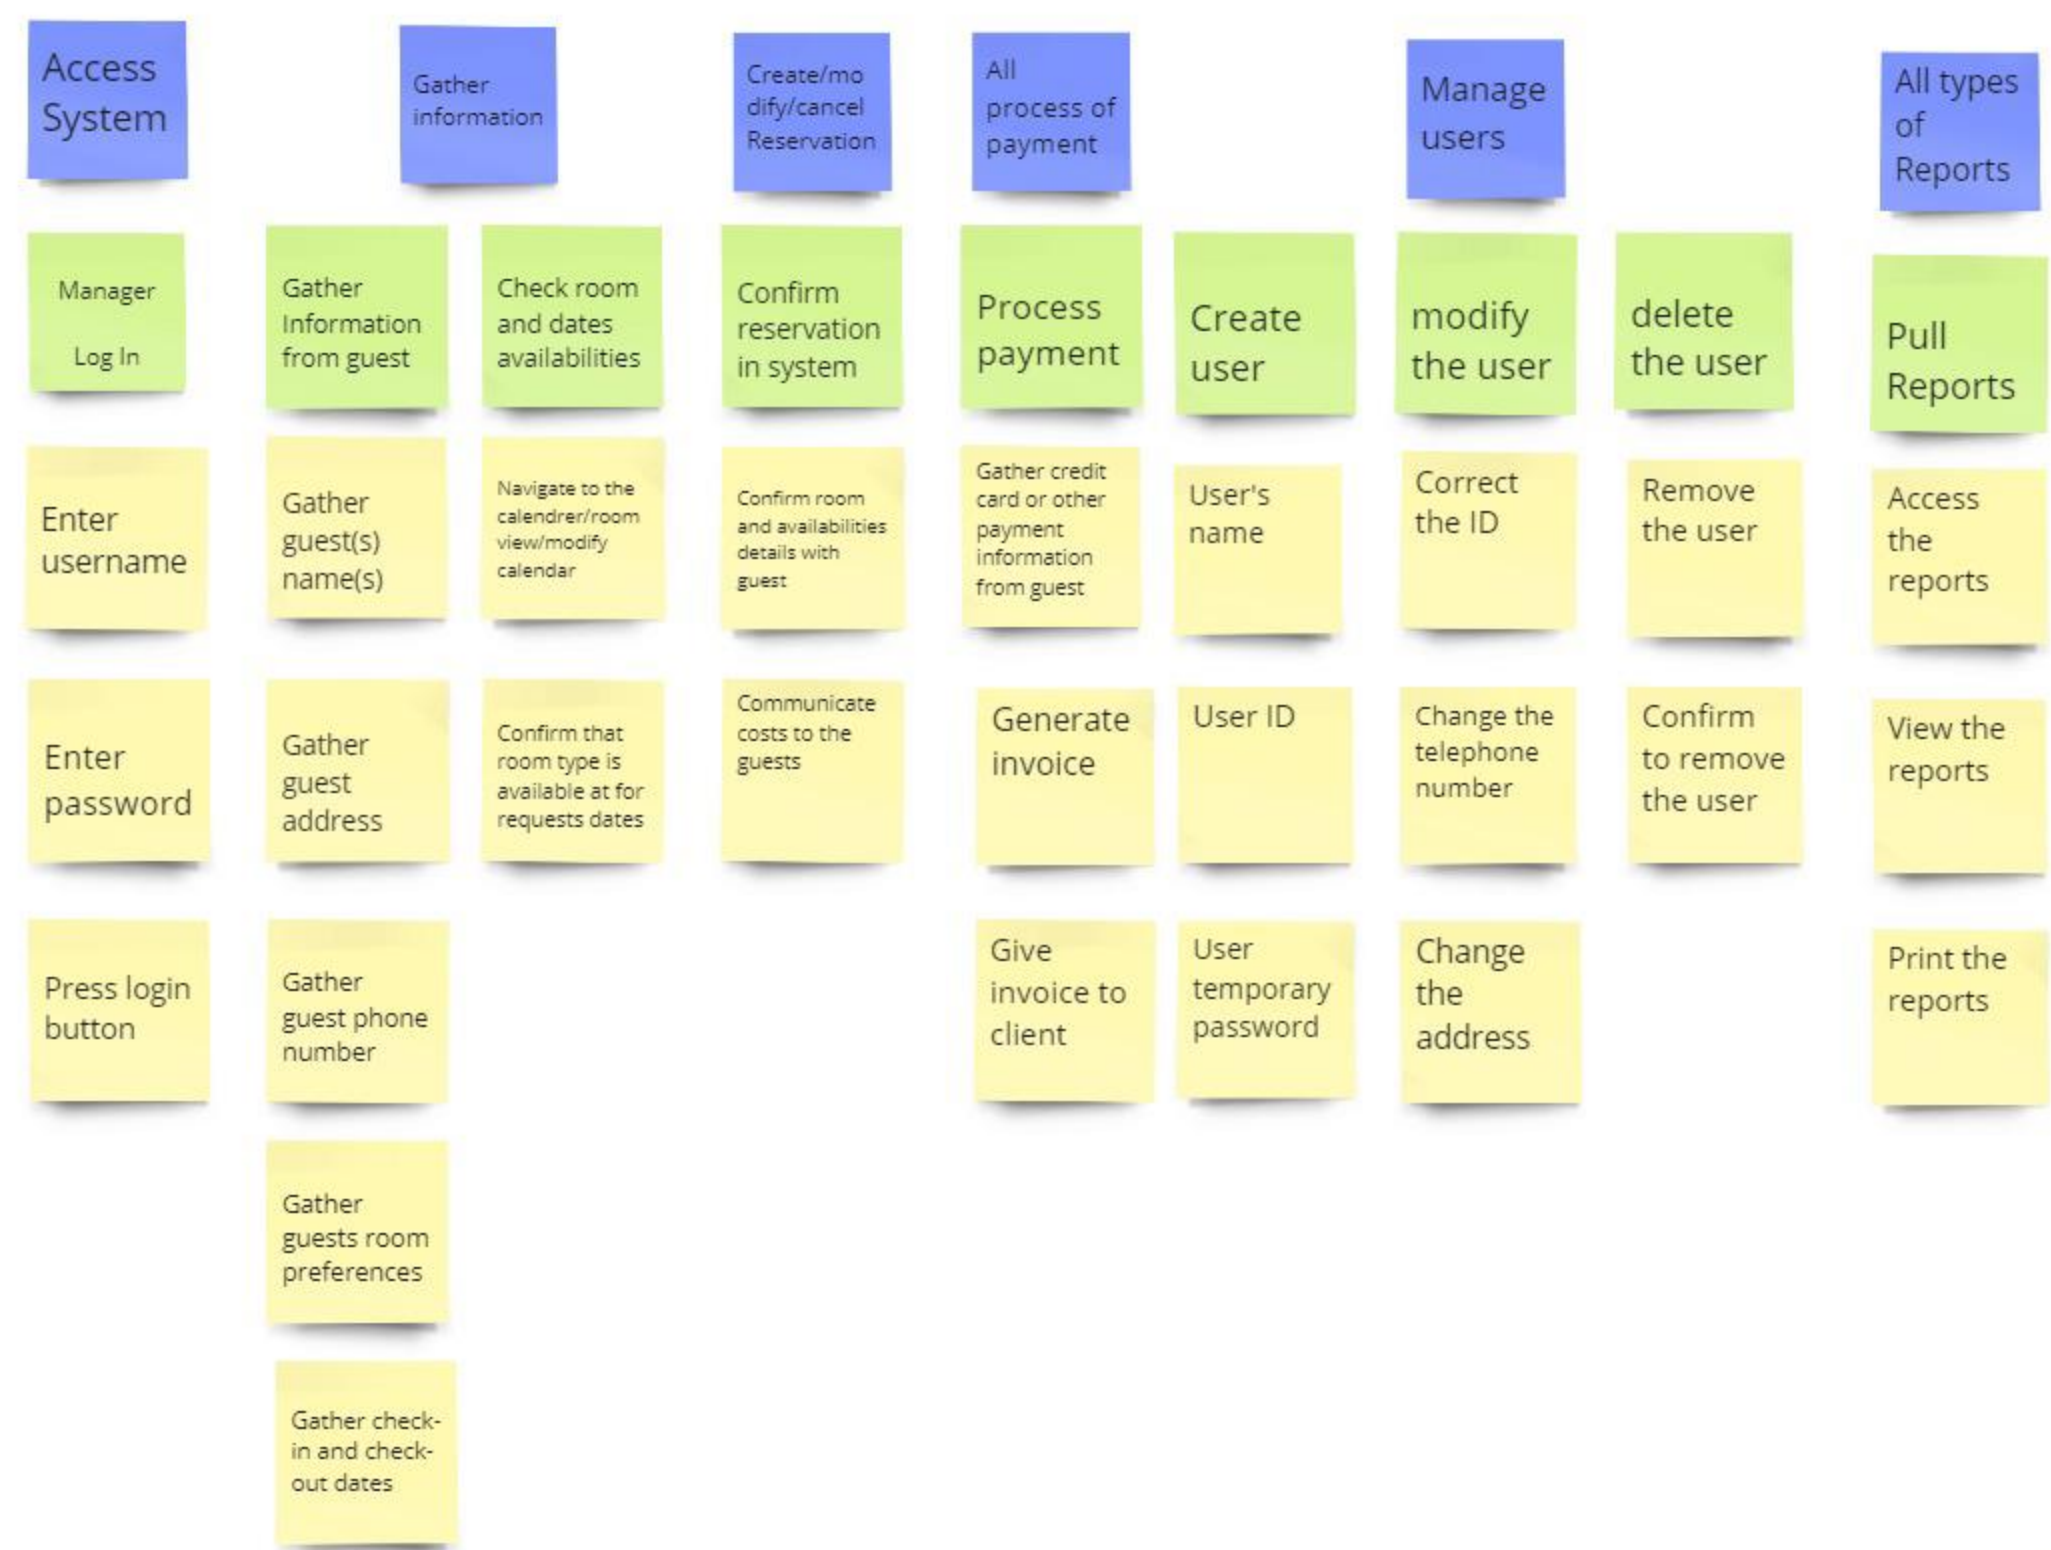 Access
System
Gather
information
Create/mo
dify/cancel
Reservation
All
process of
payment
Manage
users
All types
of
Reports
Manager
Log In
Gather
Information
from guest
Check room
and dates
availabilities
Confirm
reservation
in system
Process
payment
Create
user
modify
the user
delete
the user
Pull
Reports
Enter
username
Gather
guest(s)
name(s)
Navigate to the
calendrer/room
view/modify
calendar
Confirm room
and availabilities
details with
guest
Gather credit
card or other
payment
information
from guest
User's
name
Correct
the ID
Remove
the user
Access
the
reports
Enter
password
Gather
guest
address
Confirm that
room type is
available at for
requests dates
Communicate
costs to the
guests
Generate
invoice
User ID
Change the
telephone
number
Confirm
to remove
the user
View the
reports
Press login
button
Gather
guest phone
number
Give
invoice to
client
User
temporary
password
Change
the
address
Print the
reports
Gather
guests room
preferences
Gather check-
in and check-
out dates